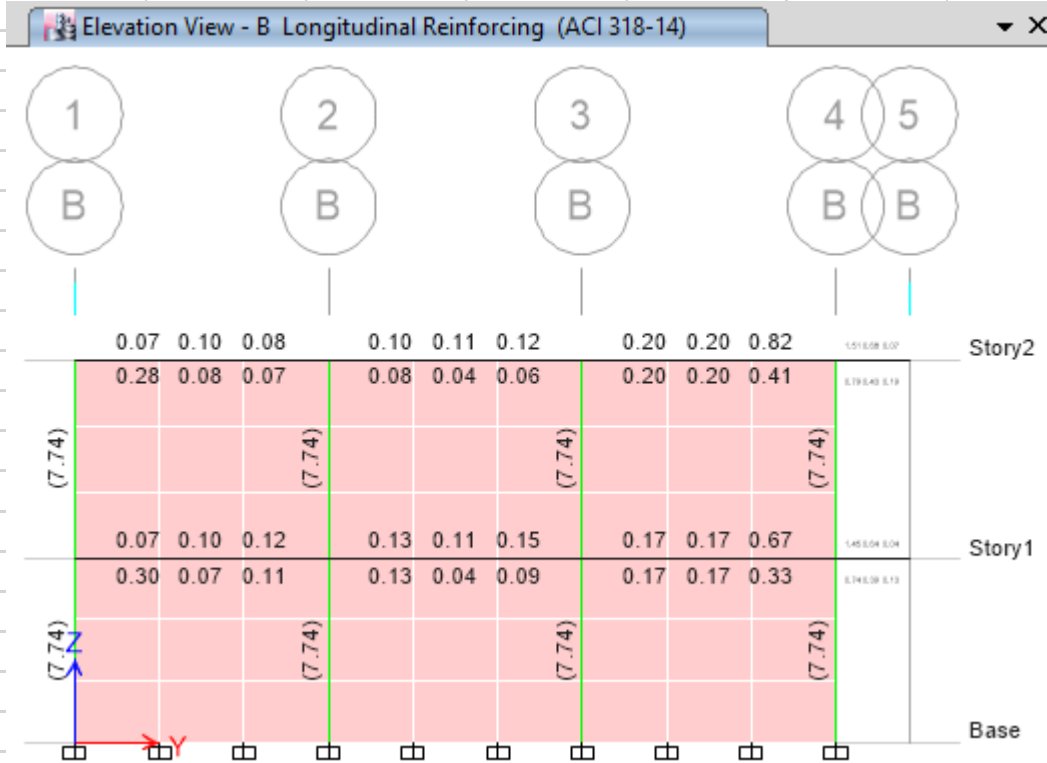 Elevation View - B Longitudinal Reinforcing (ACI 318-14)
1 2 3 4 5
B B B B B
0.07 0.10 0.08 0.10 0.11 0.12 0.20 0.20 0.82 Story2
0.28 0.08 0.07 0.08 0.04 0.06 0.20 0.20 0.41
(7.74) (7.74) (7.74) (7.74)
0.07 0.10 0.12 0.13 0.11 0.15 0.17 0.17 0.67 Story1
0.30 0.07 0.11 0.13 0.04 0.09 0.17 0.17 0.33
(7.74) (7.74) (7.74) (7.74)
Z
Base
Y